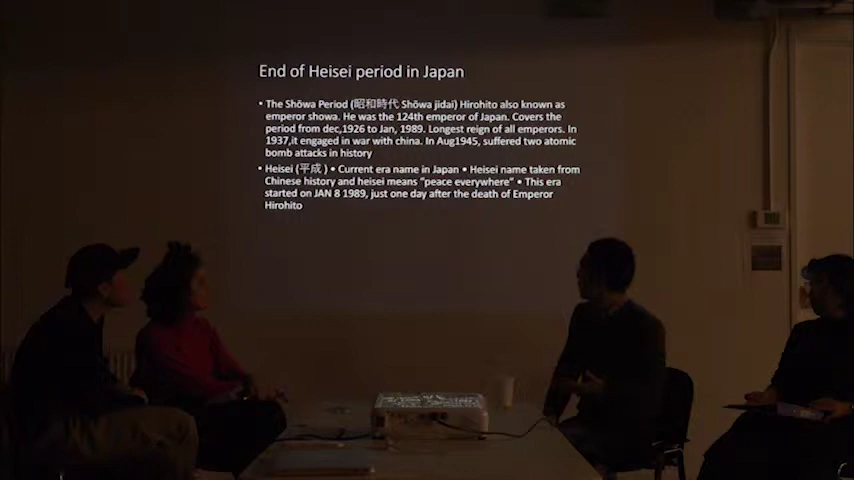 End of Heisei period in Japan
• The Shōwa Period (昭和時代 Shōwa jidai) Hirohito also known as
emperor showa. He was the 124th emperor of Japan. Covers the
period from dec,1926 to Jan, 1989. Longest reign of all emperors. In
1937,it engaged in war with china. In Aug1945, suffered two atomic
bomb attacks in history
• Heisei (平成 ) • Current era name in Japan • Heisei name taken from
Chinese history and heisei means “peace everywhere” • This era
started on JAN 8 1989, just one day after the death of Emperor
Hirohito